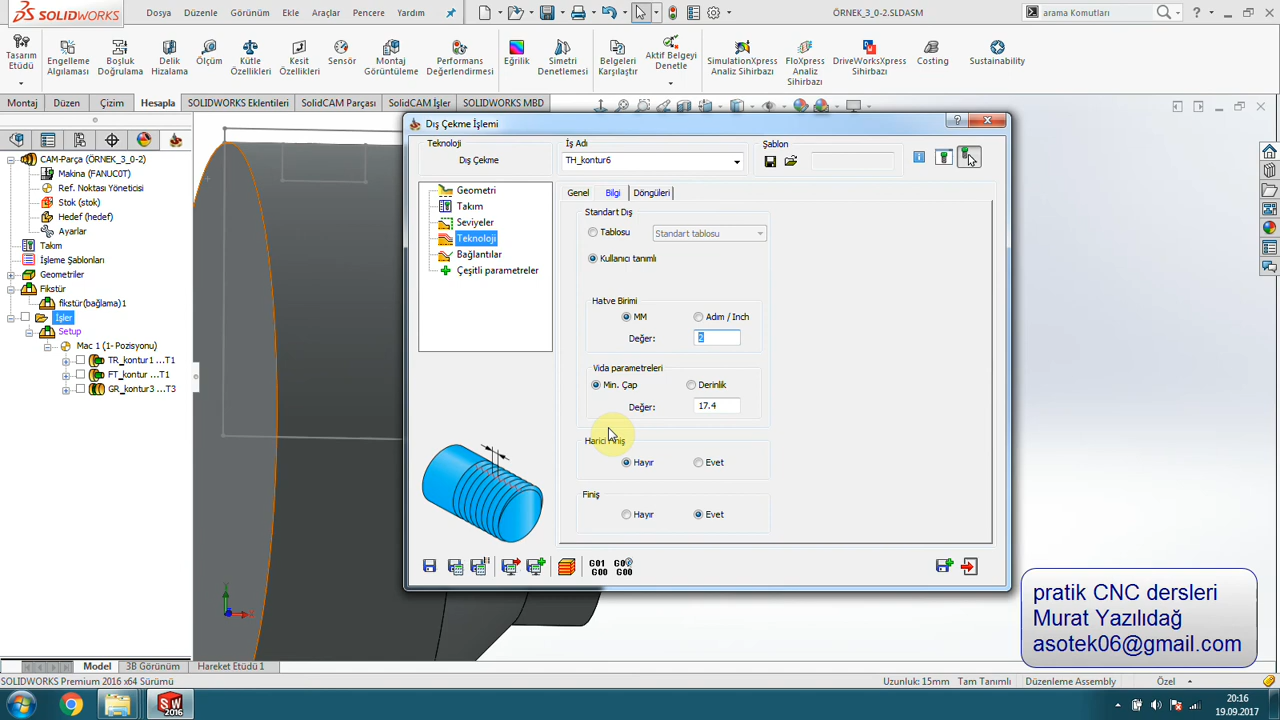 SOLIDWORKS
Dosya Düzenle Görünüm Ekle Araçlar Pencere Yardım
ÖRNEK_3_0-2.SLDASM
arama Komutları
Tasarım Etüdü
Engelleme Algılaması
Boşluk Doğrulama
Delik Hizalama
Ölçüm
Kütle Özellikleri
Kesit Özellikleri
Sensör
Montaj Görüntüleme
Performans Değerlendirmesi
Eğrilik
Simetri Denetlemesi
Belgeleri Karşılaştır
Aktif Belgeyi Denetle
SimulationXpress Analiz Sihirbazı
FloXpress Analiz Sihirbazı
DriveWorksXpress Sihirbazı
Costing
Sustainability
Montaj Düzen Çizim Hesapla SOLIDWORKS Eklentileri SolidCAM Parçası SolidCAM İşler SOLIDWORKS MBD
CAM-Parça (ÖRNEK_3_0-2)
Makina (FANUC0T)
Ref. Noktası Yöneticisi
Stok (stok)
Hedef (hedef)
Ayarlar
Takım
İşleme Şablonları
Geometriler
Fikstür
fikstür(bağlama)1
İşler
Setup
Mac 1 (1- Pozisyonu)
TR_kontur1 ...T1
FT_kontur ...T1
GR_kontur3 ...T3
Dış Çekme İşlemi
Teknoloji
Dış Çekme
İş Adı
TH_kontur6
Şablon
Geometri
Takım
Seviyeler
Teknoloji
Bağlantılar
Çeşitli parametreler
Genel Bilgi Döngüleri
Standart Dış
Tablosu Standart tablosu
Kullanıcı tanımlı
Hatve Birimi
MM Adım / Inch
Değer: 2
Vida parametreleri
Min. Çap Derinlik
Değer: 17.4
Harici Finiş
Hayır Evet
Finiş
Hayır Evet
G01 G00
G00
pratik CNC dersleri
Murat Yazılıdağ
asotek06@gmail.com
Model 3B Görünüm Hareket Etüdü 1
SOLIDWORKS Premium 2016 x64 Sürümü
Uzunluk: 15mm Tam Tanımlı Düzenleme Assembly Özel
SW 2016
20:16
19.09.2017